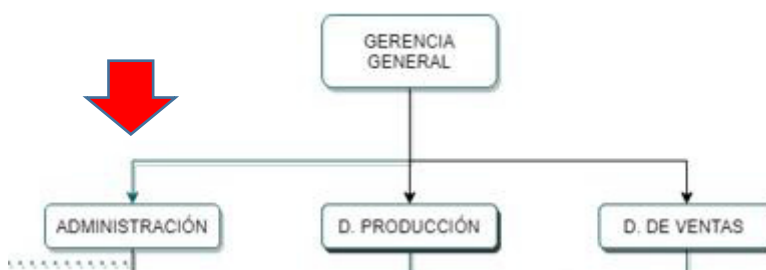 GERENCIA
GENERAL
ADMINISTRACIÓN
D. PRODUCCIÓN
D. DE VENTAS